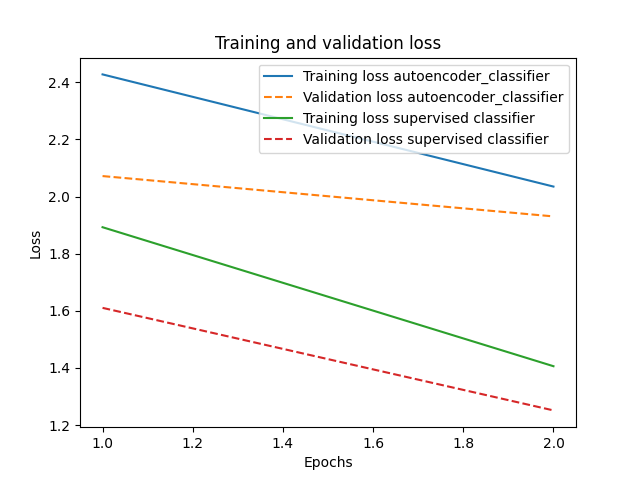 Training and validation loss
Training loss autoencoder_classifier
Validation loss autoencoder_classifier
Training loss supervised classifier
Validation loss supervised classifier
Loss
2.4
2.2
2.0
1.8
1.6
1.4
1.2
1.0 1.2 1.4 1.6 1.8 2.0
Epochs